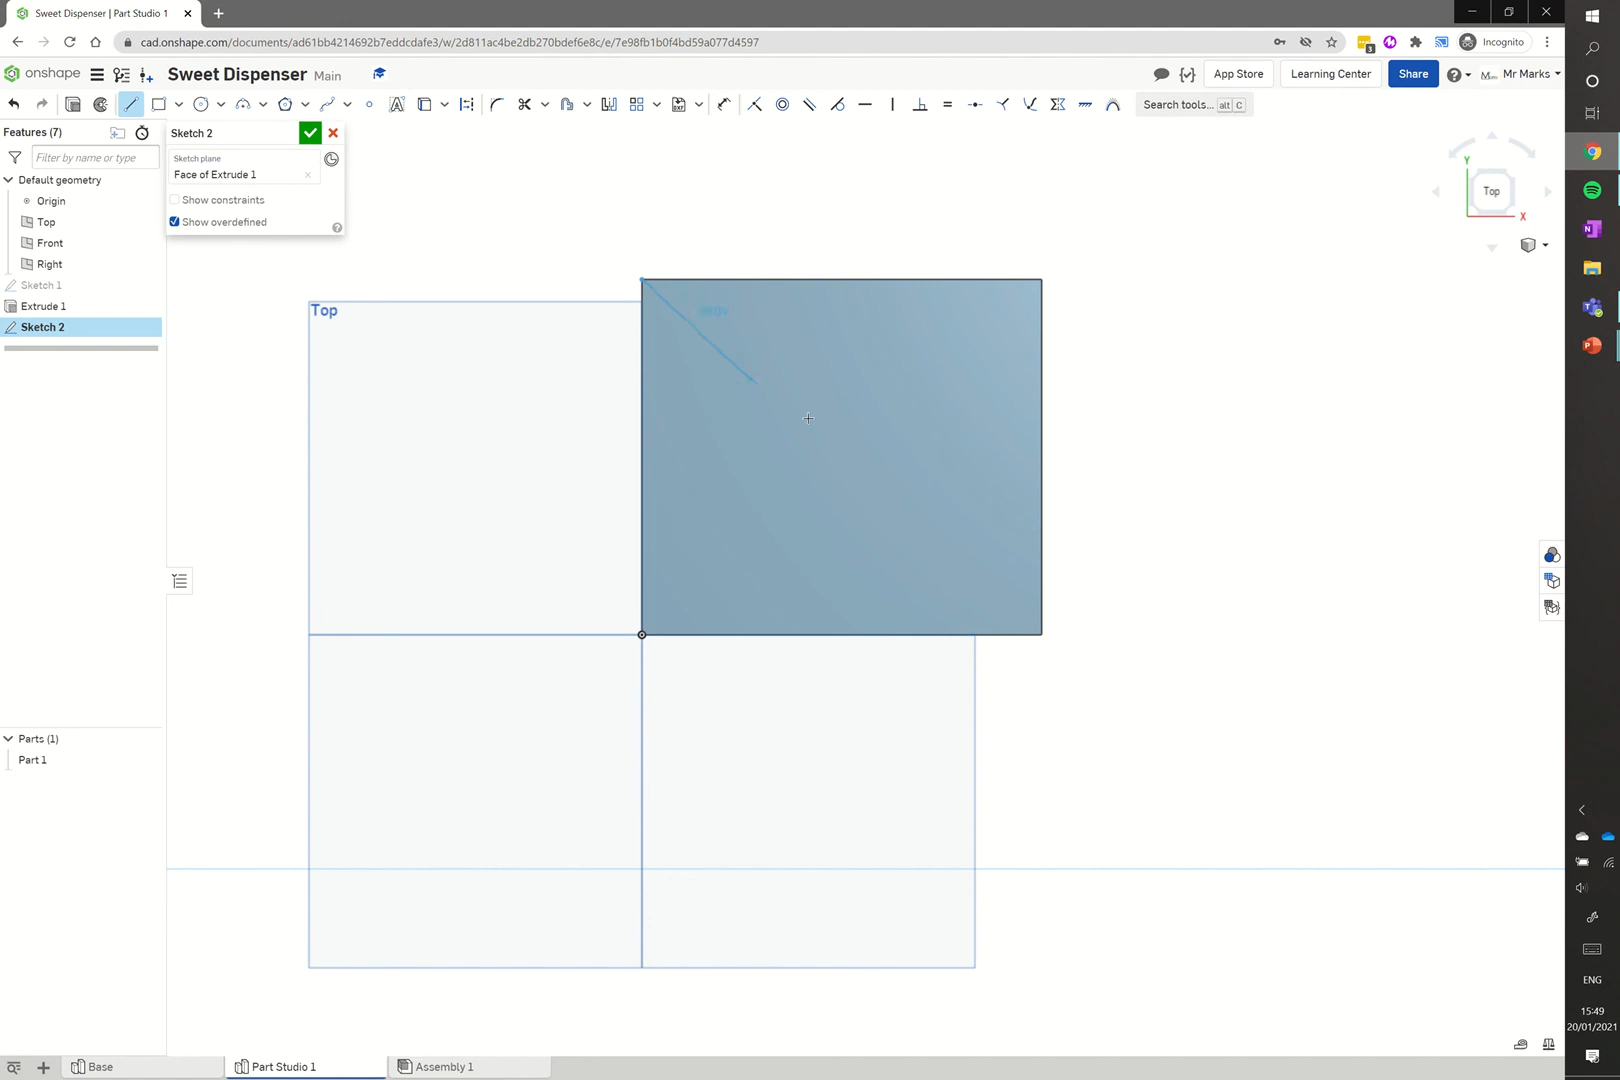 Sweet Dispenser | Part Studio 1
cad.onshape.com/documents/ad61bb4214692b7eddcdafe3/w/2d811ac4be2db270bdef6e8c/e/7e98fb1b0f4bd59a077d4597
3
Incognito
onshape
Sweet Dispenser Main
App Store
Learning Center
Share
Mr Marks
Search tools... alt C
Features (7)
Filter by name or type
Default geometry
Origin
Top
Front
Right
Sketch 1
Extrude 1
Sketch 2
Sketch 2
Sketch plane
Face of Extrude 1
Show constraints
Show overdefined
Top
Y
Top
X
Parts (1)
Part 1
Base
Part Studio 1
Assembly 1
ENG
15:49
20/01/2021